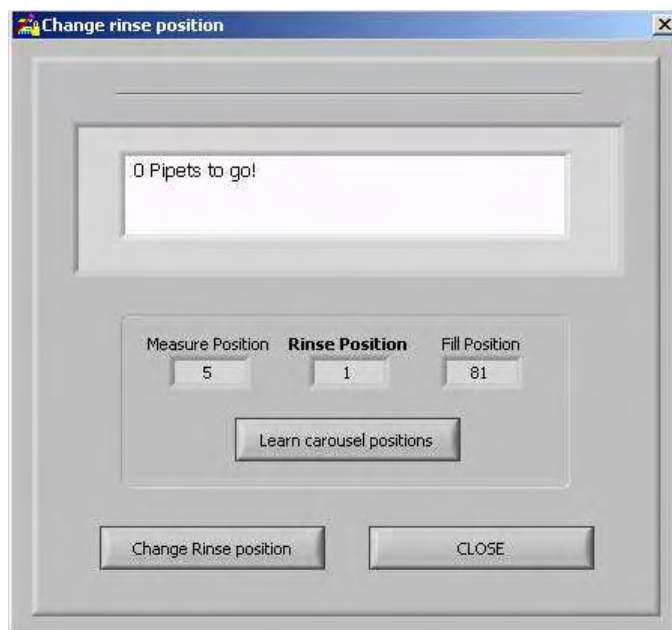 Change rinse position
0 Pipets to go!
Measure Position Rinse Position Fill Position
5 1 81
Learn carousel positions
Change Rinse position CLOSE